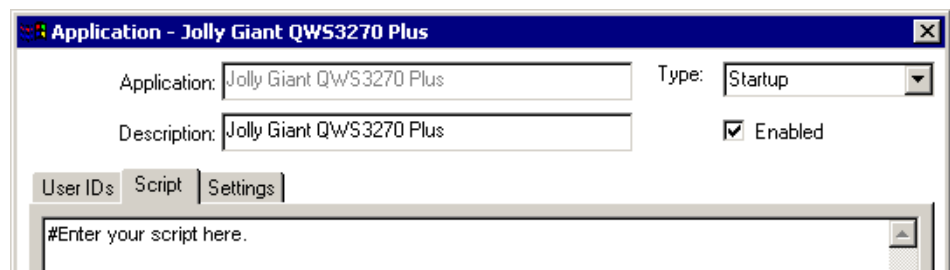 Application - Jolly Giant QWS3270 Plus
Application: Jolly Giant QWS3270 Plus Type: Startup
Description: Jolly Giant QWS3270 Plus Enabled
User IDs Script Settings
#Enter your script here.